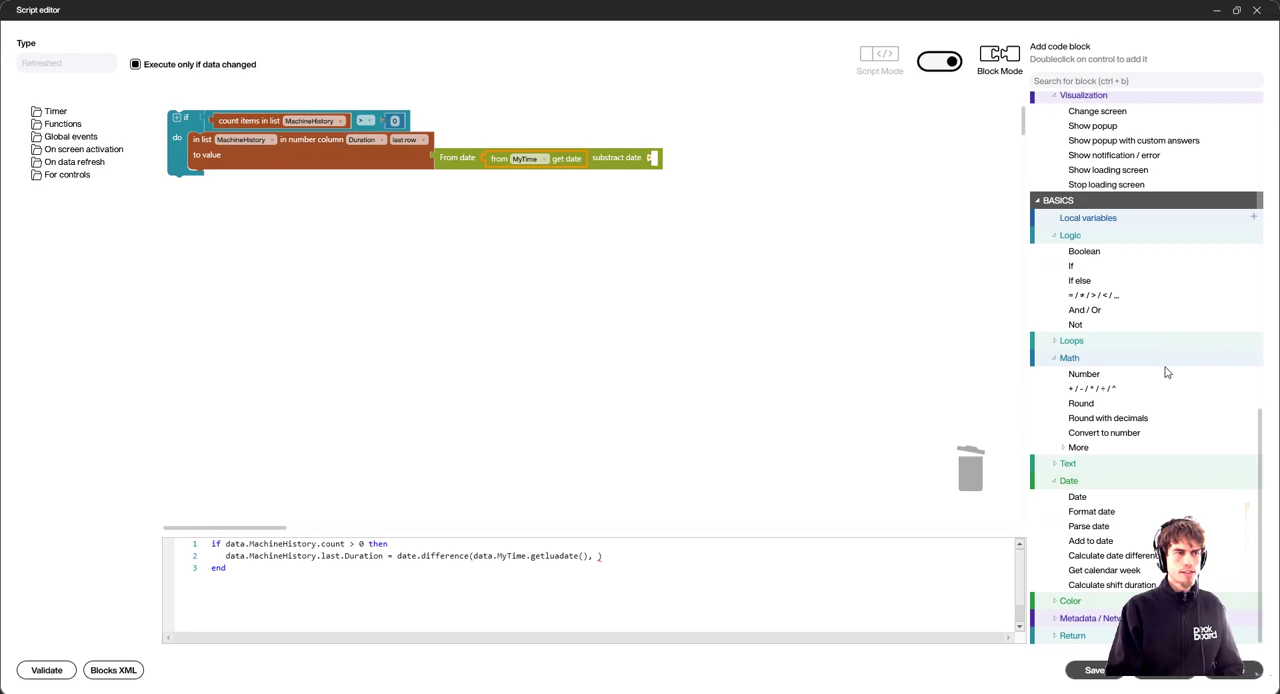 Script editor
Type
Refreshed
Execute only if data changed
Script Mode
Block Mode
Add code block
Doubleclick on control to add it
Search for block (ctrl + b)
Timer
Functions
Global events
On screen activation
On data refresh
For controls
if count items in list MachineHistory > 0
do in list MachineHistory in number column Duration last row
to value From date from MyTime get date substract date
Visualization
Change screen
Show popup
Show popup with custom answers
Show notification / error
Show loading screen
Stop loading screen
BASICS
Local variables +
Logic
Boolean
If
If else
= / ≠ / > / < / ...
And / Or
Not
Loops
Math
Number
+ / - / * / ÷ / ^
Round
Round with decimals
Convert to number
More
Text
Date
Date
Format date
Parse date
Add to date
Calculate date
Get calendar week
Calculate shift duration
Color
Metadata /
Return
1 if data.MachineHistory.count > 0 then
2 data.MachineHistory.last.Duration = date.difference(data.MyTime.getluadate(), )
3 end
Validate
Blocks XML
Peak
Board